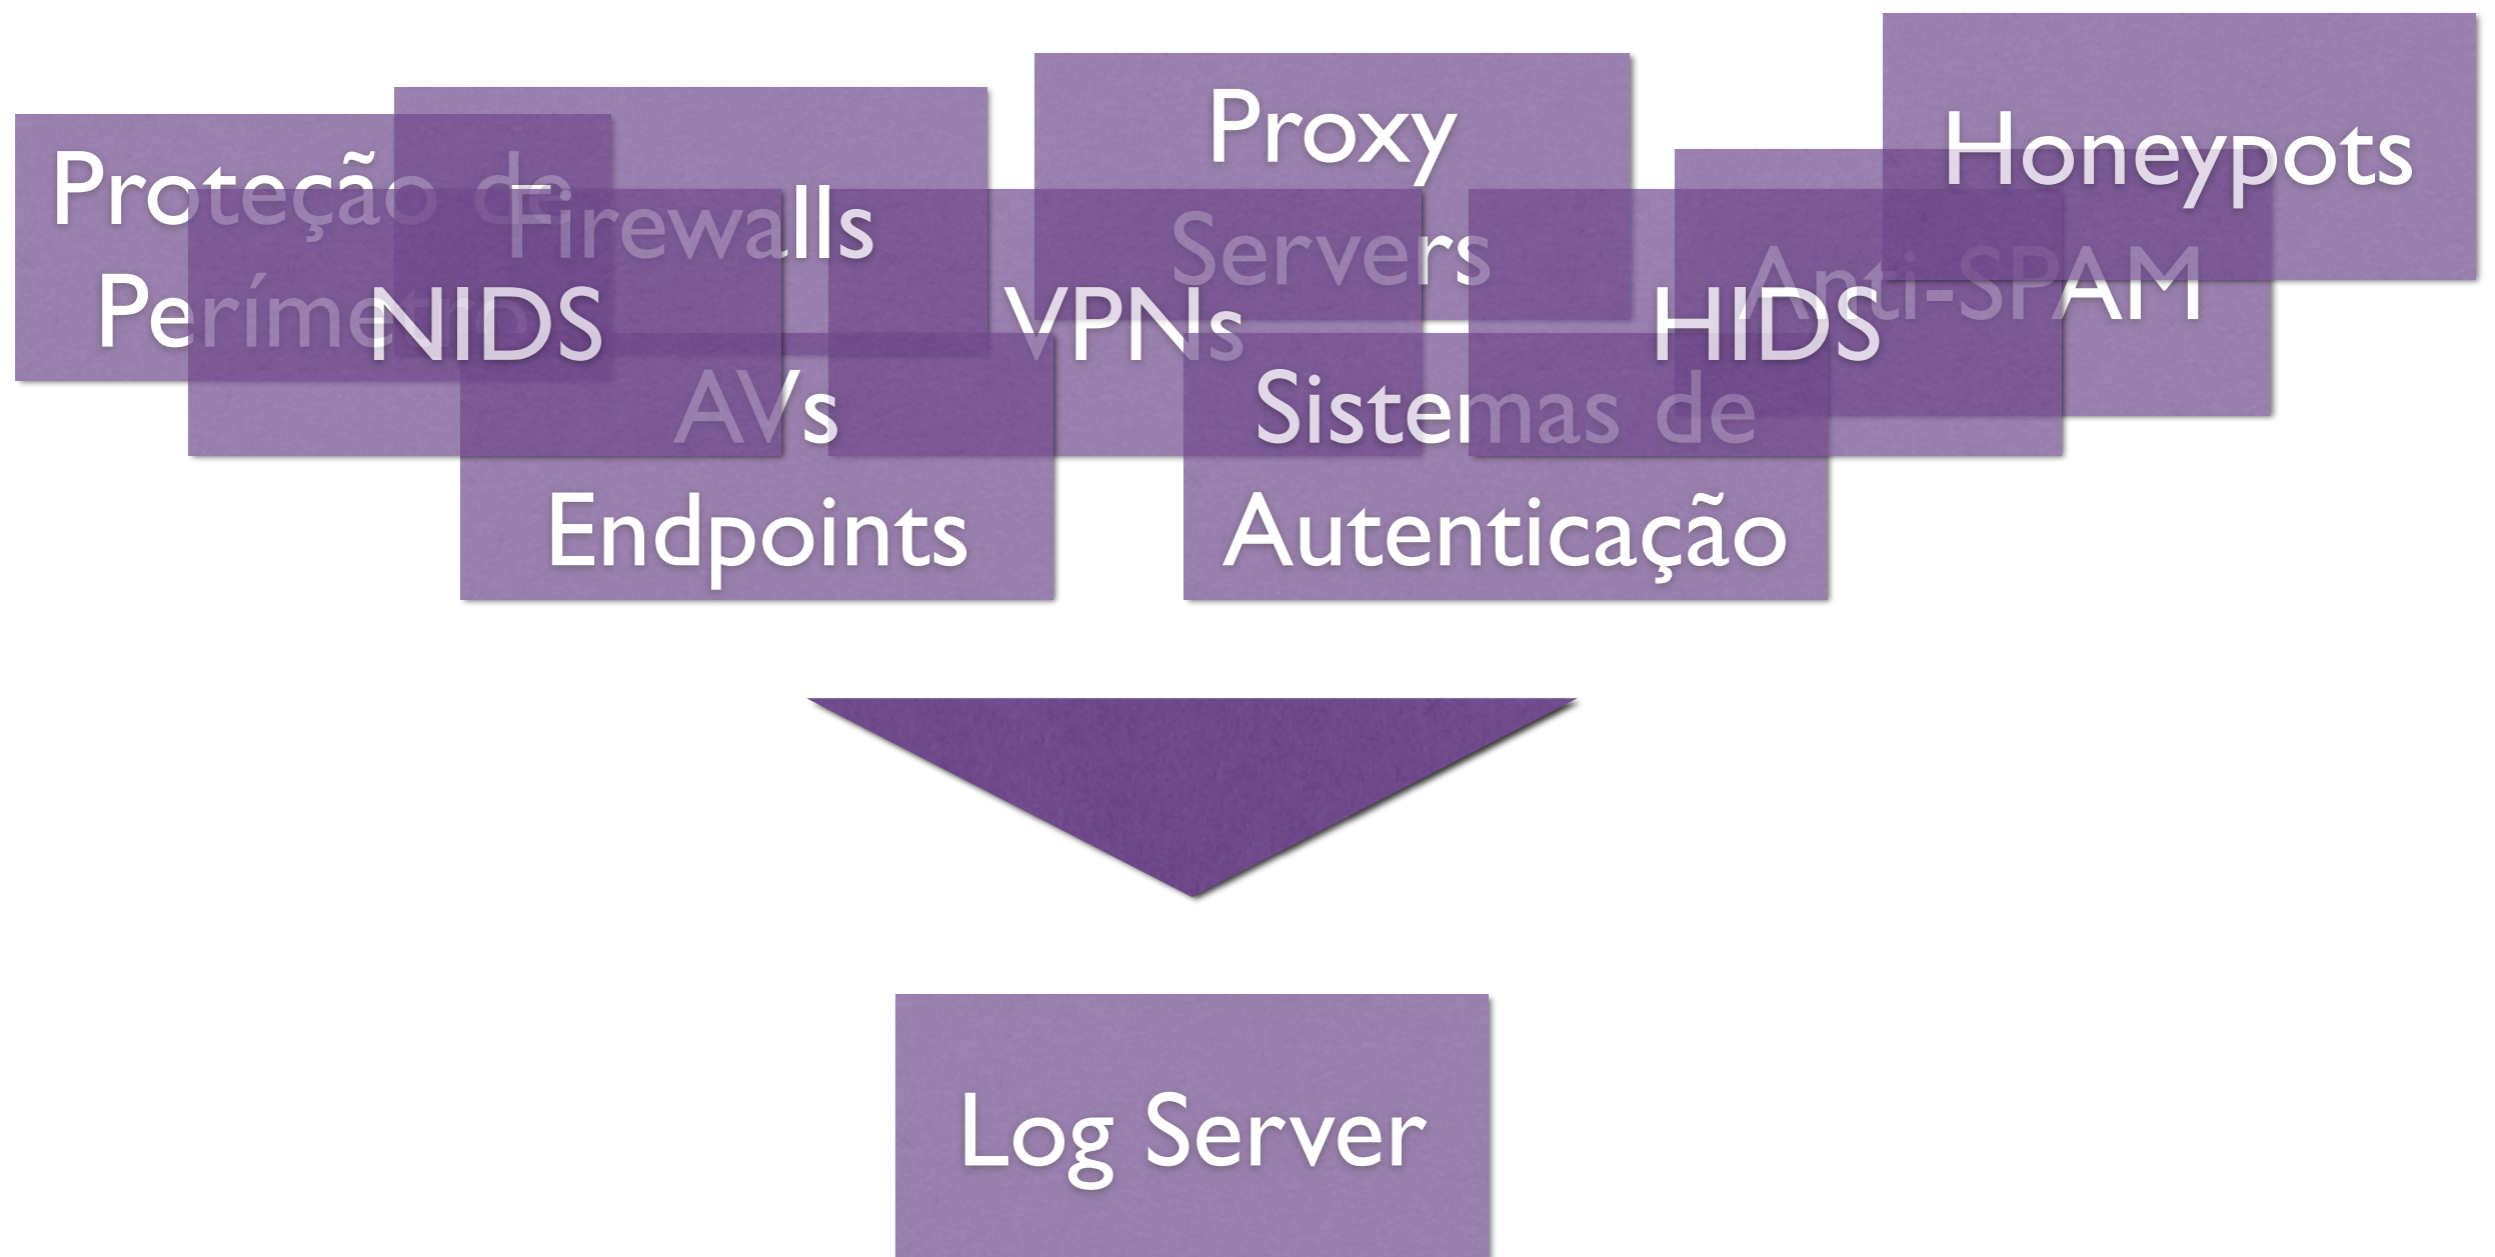 Proteção de
Perímetro
Firewalls
NIDS
AVs
Endpoints
Proxy
Servers
VPNs
Sistemas de
Autenticação
HIDS
Anti-SPAM
Honeypots
Log Server